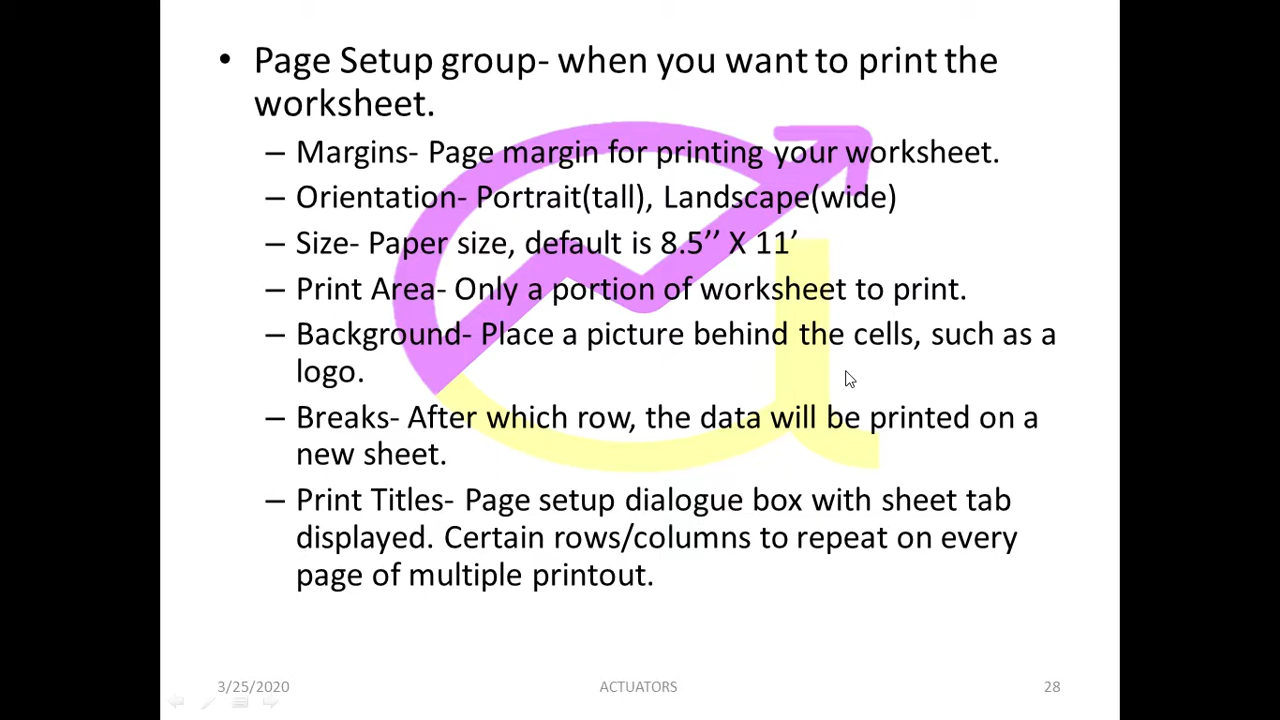 • Page Setup group- when you want to print the
worksheet.
– Margins- Page margin for printing your worksheet.
– Orientation- Portrait(tall), Landscape(wide)
– Size- Paper size, default is 8.5’’ X 11’
– Print Area- Only a portion of worksheet to print.
– Background- Place a picture behind the cells, such as a
logo.
– Breaks- After which row, the data will be printed on a
new sheet.
– Print Titles- Page setup dialogue box with sheet tab
displayed. Certain rows/columns to repeat on every
page of multiple printout.
3/25/2020 ACTUATORS 28